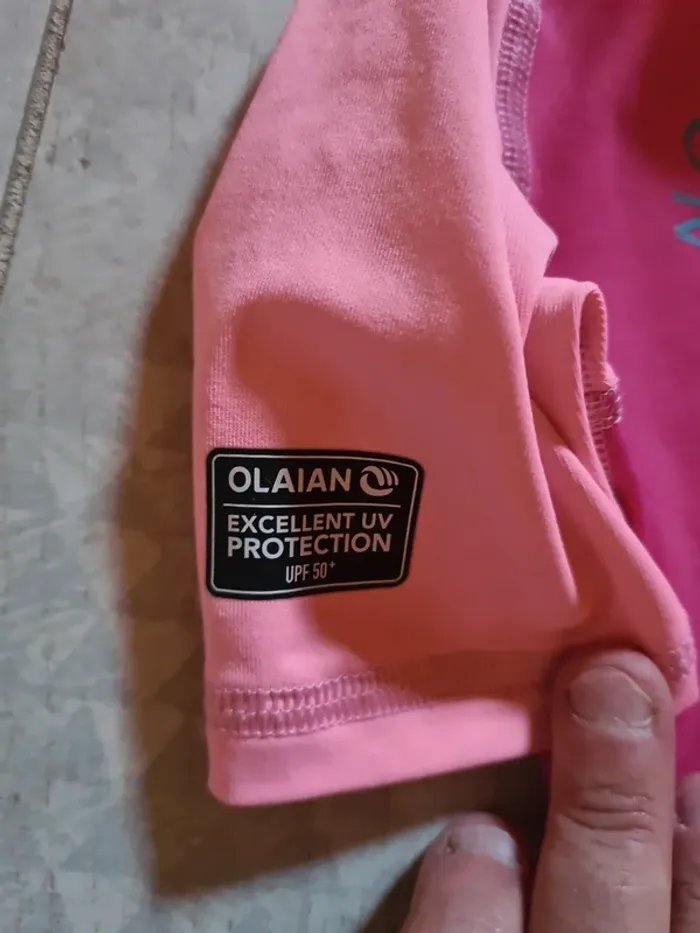 OLAIAN
EXCELLENT UV
PROTECTION
UPF 50+